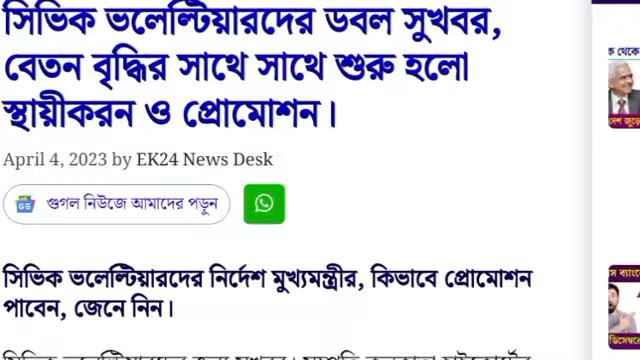 সিভিক ভলেল্টিয়ারদের ডবল সুখবর,
বেতন বৃদ্ধির সাথে সাথে শুরু হলো
স্থায়ীকরন ও প্রোমোশন।
April 4, 2023 by EK24 News Desk
গুগল নিউজে আমাদের পড়ুন
সিভিক ভলেল্টিয়ারদের নির্দেশ মুখ্যমন্ত্রীর, কিভাবে প্রোমোশন
পাবেন, জেনে নিন।
ক থেকে